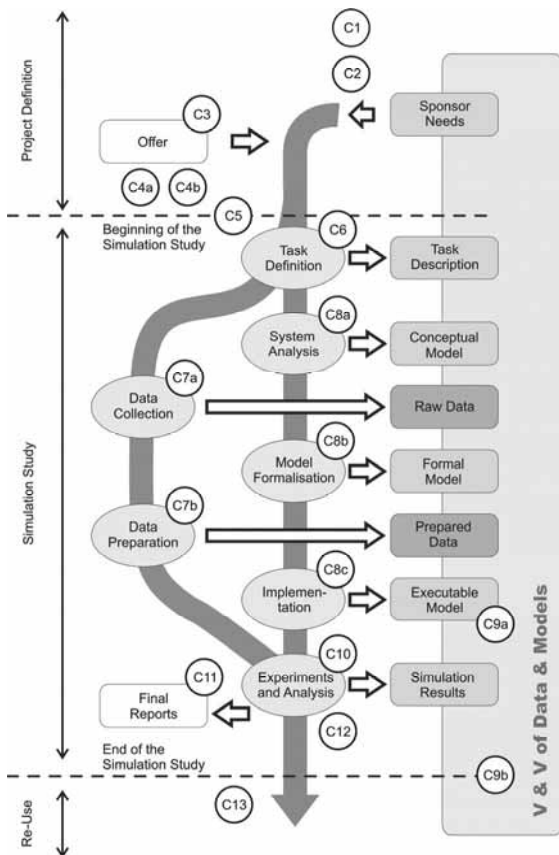 C1
C2
Project Definition
C3
Offer
Sponsor
Needs
C4a
C4b
C5
Beginning of the
Simulation Study
C6
Task
Definition
Task
Description
C8a
System
Analysis
Conceptual
Model
C7a
Data
Collection
Raw Data
C8b
Model
Formalisation
Formal
Model
Simulation Study
C7b
Data
Preparation
Prepared
Data
C8c
Implemen-
tation
Executable
Model
C9a
C10
Experiments
and Analysis
Simulation
Results
C11
Final
Reports
C12
End of the
Simulation Study
C9b
V & V of Data & Models
C13
Re-Use